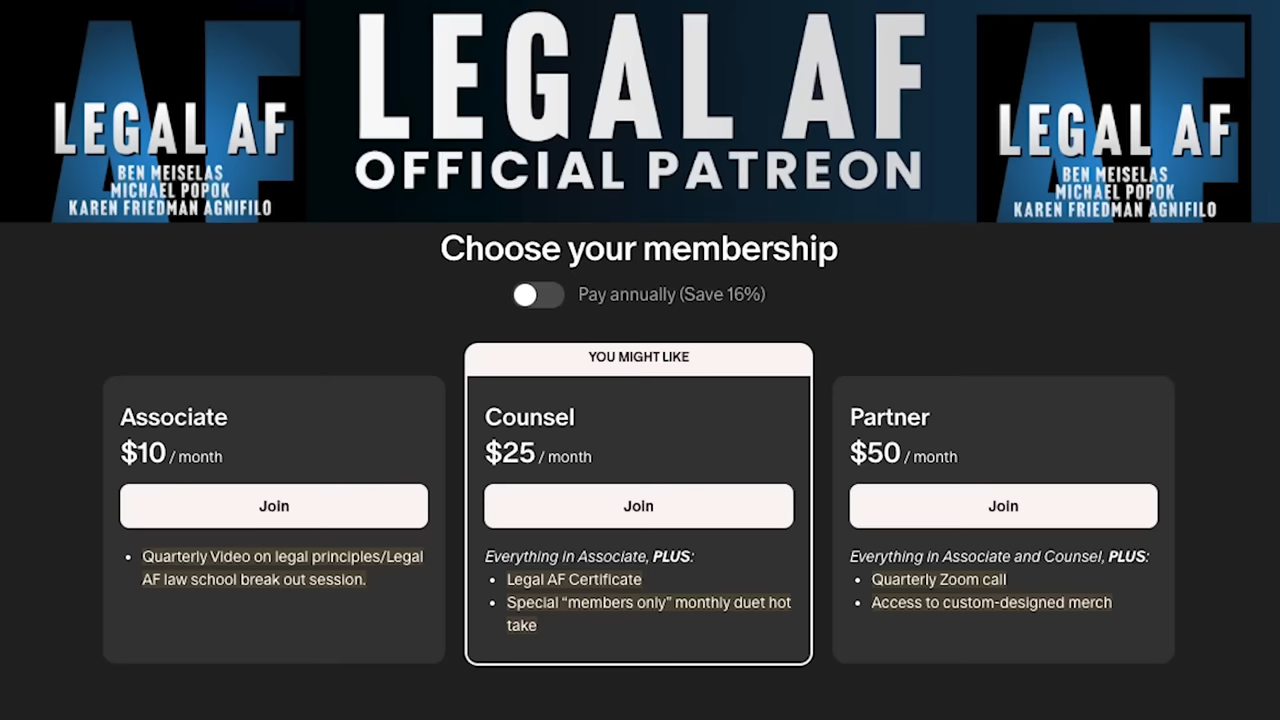 LEGAL AF
BEN MEISELAS
MICHAEL POPOK
KAREN FRIEDMAN AGNIFILO
LEGAL AF
OFFICIAL PATREON
LEGAL AF
BEN MEISELAS
MICHAEL POPOK
KAREN FRIEDMAN AGNIFILO
Choose your membership
Pay annually (Save 16%)
Associate
$10 / month
Join
• Quarterly Video on legal principles/Legal
AF law school break out session.
YOU MIGHT LIKE
Counsel
$25 / month
Join
Everything in Associate, PLUS:
• Legal AF Certificate
• Special “members only” monthly duet hot
take
Partner
$50 / month
Join
Everything in Associate and Counsel, PLUS:
• Quarterly Zoom call
• Access to custom-designed merch